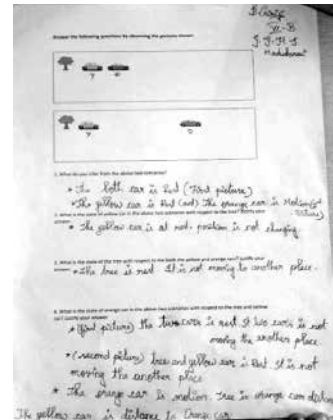 VI - B
Answer the following questions by observing the pictures shown
Y
Y
O
1. What do you infer from the above two instances?
* The both car is Rest (First picture)
* The yellow car is Rest (and) The orange car is Motion
2. What is the state of yellow car in the above two instances with respect to the tree? Justify your
* The yellow car is at rest. position is not changing.
3. What is the state of the tree with respect to the both the yellow and orange car? Justify your
answer
* The tree is rest. It is not moving to another place.
4. What is the state of orange car in the above two instances with respect to the tree and yellow
car? Justify your answer
* (first picture) the two cars is rest. It two cars is not
moving the another place.
* (second picture) tree and yellow car is Rest. It is not
moving the another place
* The orange car is motion. Tree is orange car
The yellow car is distance to orange car.